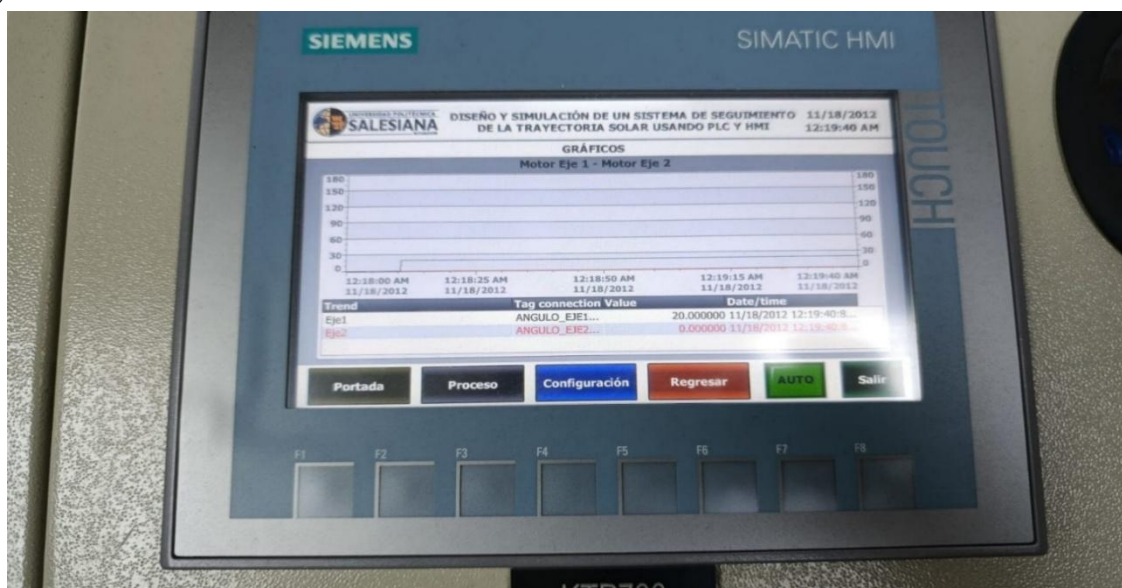 SIEMENS
SIMATIC HMI
TOUCH
UNIVERSIDAD POLITÉCNICA
SALESIANA
DISEÑO Y SIMULACIÓN DE UN SISTEMA DE SEGUIMIENTO
DE LA TRAYECTORIA SOLAR USANDO PLC Y HMI
11/18/2012
12:19:40 AM
GRÁFICOS
Motor Eje 1 - Motor Eje 2
180 180
150 150
120 120
90 90
60 60
30 30
0 0
12:18:00 AM 12:18:25 AM 12:18:50 AM 12:19:15 AM 12:19:40 AM
11/18/2012 11/18/2012 11/18/2012 11/18/2012 11/18/2012
Trend Tag connection Value Date/time
Eje1 ANGULO_EJE1... 20.000000 11/18/2012 12:19:40:8...
Eje2 ANGULO_EJE2... 0.000000 11/18/2012 12:19:40:8...
Portada Proceso Configuración Regresar AUTO Salir
F1 F2 F3 F4 F5 F6 F7 F8